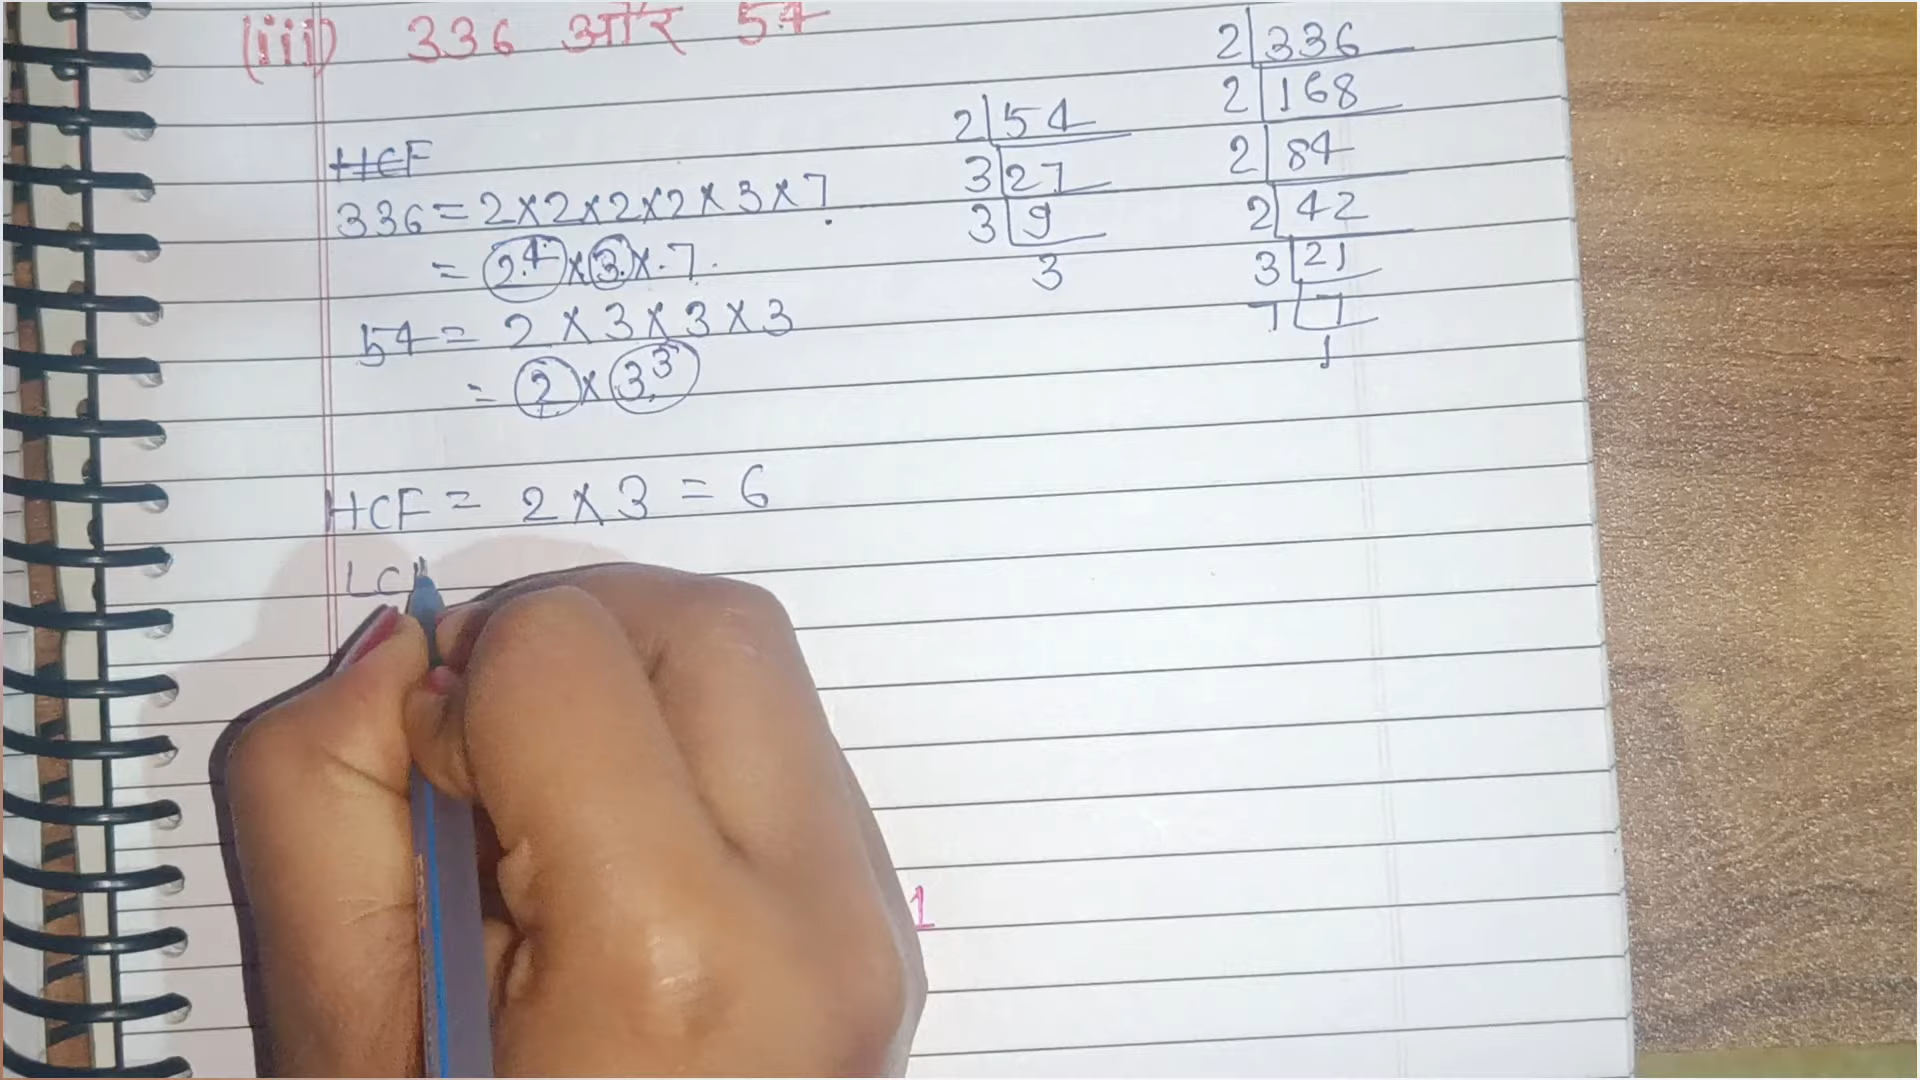 (iii) 336 और 54
HCF
336 = 2×2×2×2×3×7
= 2⁴×3×7
54 = 2×3×3×3
= 2×3³
HCF = 2×3 = 6
LC
2|54
3|27
3|9
3
2|336
2|168
2|84
2|42
3|21
7|7
1
1